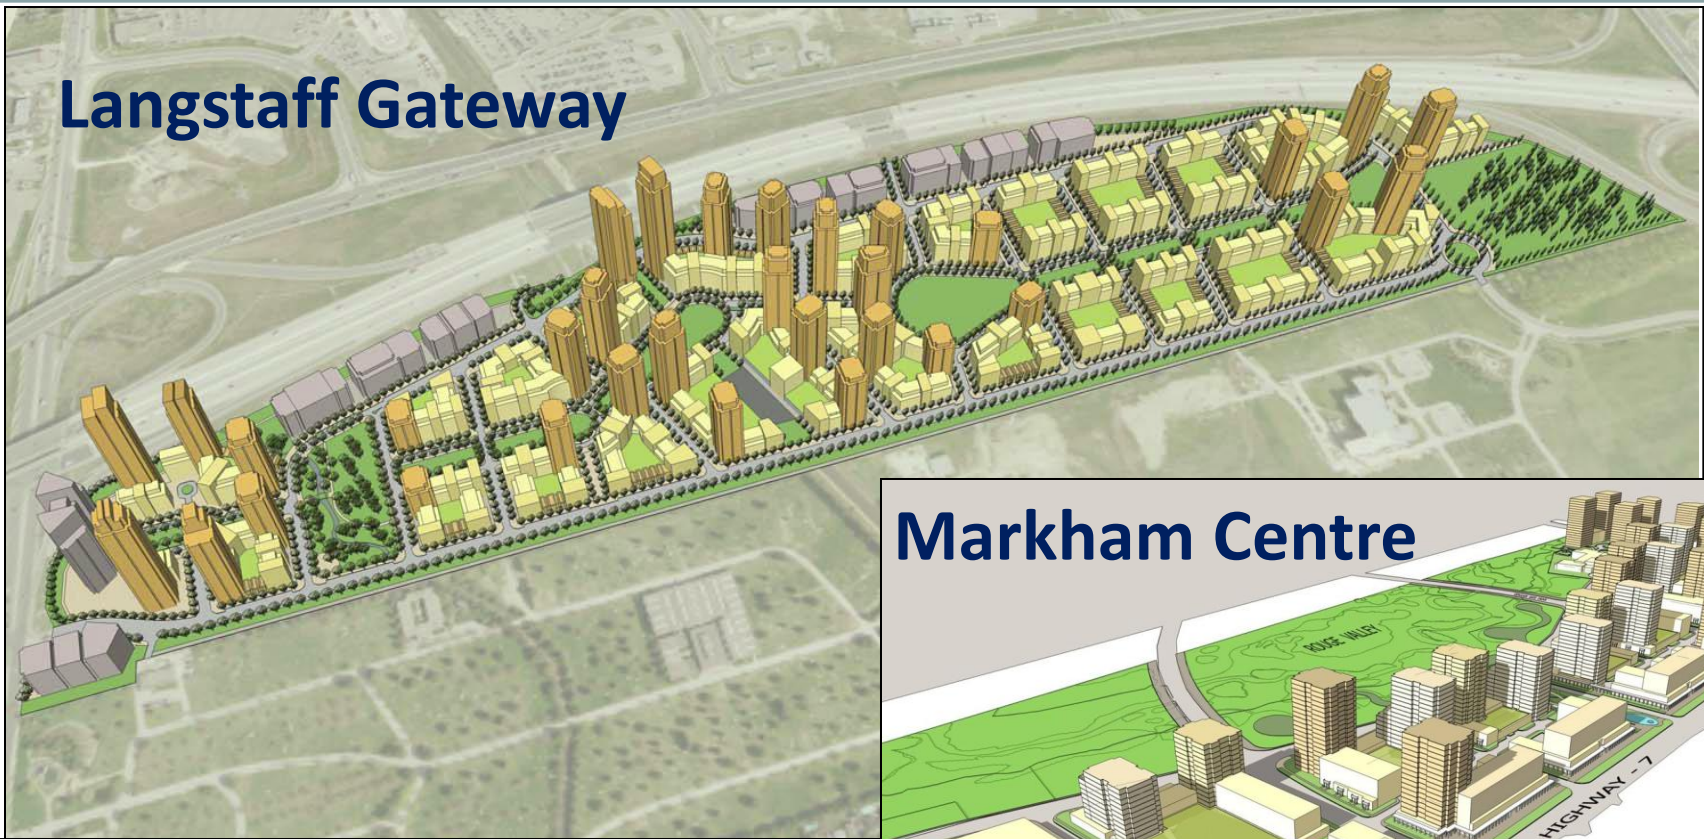 Langstaff Gateway
Markham Centre
ROUGE VALLEY
HIGHWAY - 7